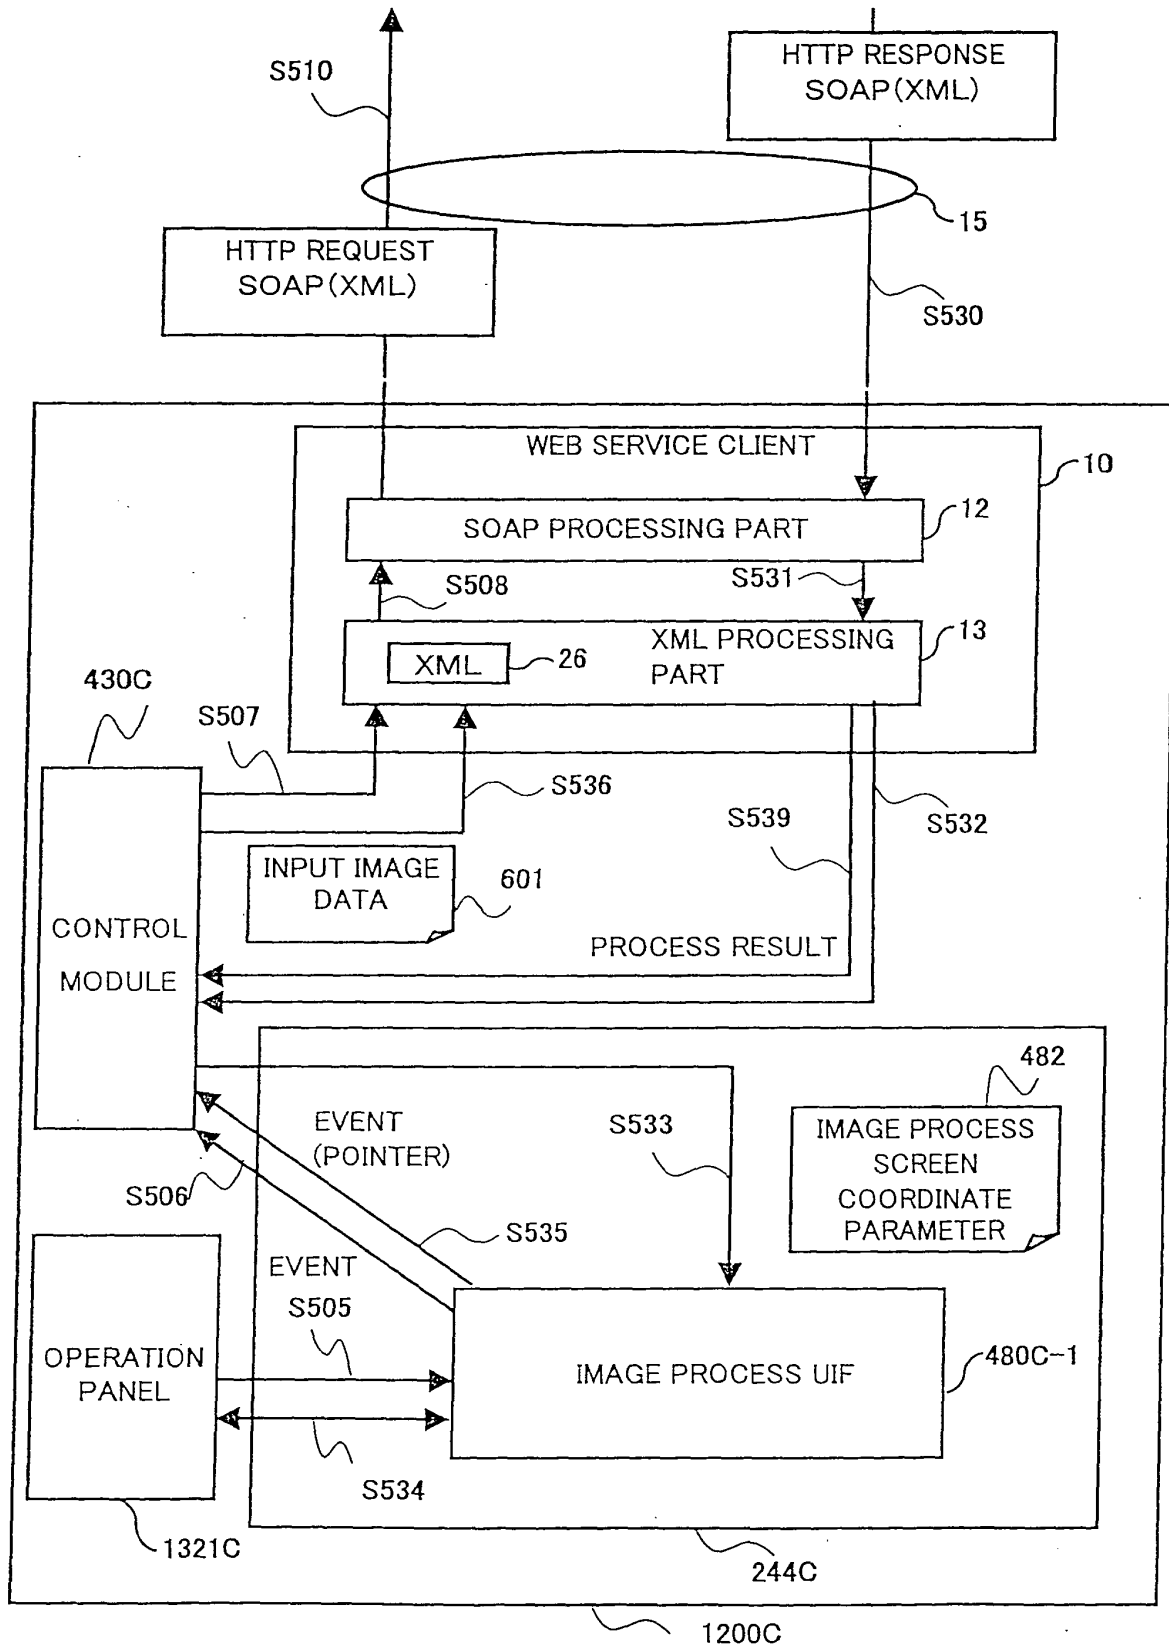 S510
HTTP RESPONSE
SOAP(XML)
15
HTTP REQUEST
SOAP(XML)
S530
WEB SERVICE CLIENT
10
SOAP PROCESSING PART
12
S508
S531
XML
26
XML PROCESSING
PART
13
430C
S507
S536
S539
S532
INPUT IMAGE
DATA
601
CONTROL
MODULE
PROCESS RESULT
482
EVENT
(POINTER)
S533
IMAGE PROCESS
SCREEN
COORDINATE
PARAMETER
S506
S535
EVENT
S505
OPERATION
PANEL
IMAGE PROCESS UIF
480C-1
S534
1321C
244C
1200C